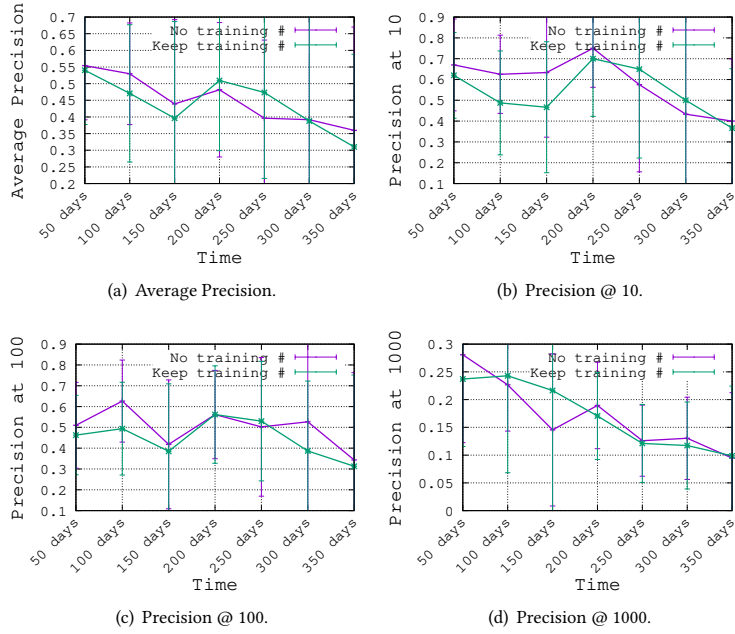 Average Precision
0.7
0.65
0.6
0.55
0.5
0.45
0.4
0.35
0.3
0.25
0.2
No training #
Keep training #
50 days
100 days
150 days
200 days
250 days
300 days
350 days
Time
(a) Average Precision.
Precision at 10
0.9
0.8
0.7
0.6
0.5
0.4
0.3
0.2
0.1
No training #
Keep training #
50 days
100 days
150 days
200 days
250 days
300 days
350 days
Time
(b) Precision @ 10.
Precision at 100
0.9
0.8
0.7
0.6
0.5
0.4
0.3
0.2
0.1
No training #
Keep training #
50 days
100 days
150 days
200 days
250 days
300 days
350 days
Time
(c) Precision @ 100.
Precision at 1000
0.3
0.25
0.2
0.15
0.1
0.05
0
No training #
Keep training #
50 days
100 days
150 days
200 days
250 days
300 days
350 days
Time
(d) Precision @ 1000.